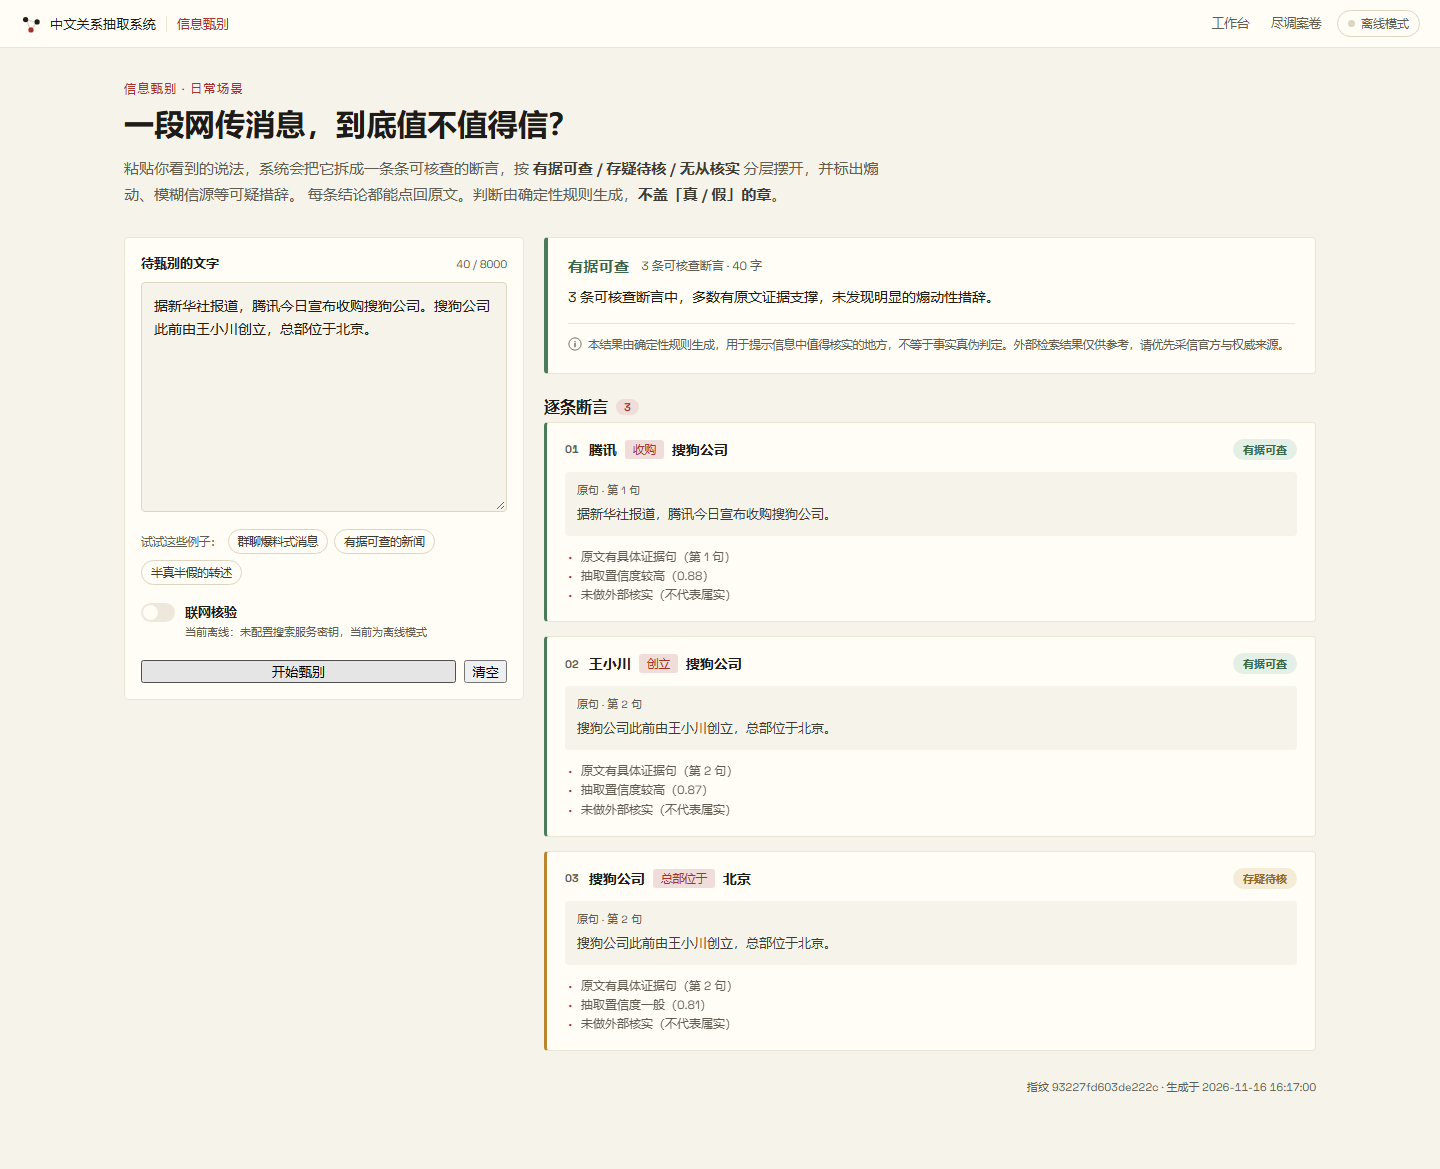 中文关系抽取系统 信息甄别 工作台 尽调案卷 离线模式
信息甄别 · 日常场景
一段网传消息，到底值不值得信？
粘贴你看到的说法，系统会把它拆成一条条可核查的断言，按 有据可查 / 存疑待核 / 无从核实 分层摆开，并标出煽
动、模糊信源等可疑措辞。 每条结论都能点回原文。判断由确定性规则生成，不盖「真 / 假」的章。
待甄别的文字 40 / 8000
据新华社报道，腾讯今日宣布收购搜狗公司。搜狗公司
此前由王小川创立，总部位于北京。
试试这些例子： 群聊爆料式消息 有据可查的新闻
半真半假的转述
联网核验
当前离线：未配置搜索服务密钥，当前为离线模式
开始甄别 清空
有据可查 3 条可核查断言 · 40 字
3 条可核查断言中，多数有原文证据支撑，未发现明显的煽动性措辞。
本结果由确定性规则生成，用于提示信息中值得核实的地方，不等于事实真伪判定。外部检索结果仅供参考，请优先采信官方与权威来源。
逐条断言 3
01 腾讯 收购 搜狗公司 有据可查
原句 · 第 1 句
据新华社报道，腾讯今日宣布收购搜狗公司。
· 原文有具体证据句（第 1 句）
· 抽取置信度较高（0.88）
· 未做外部核实（不代表属实）
02 王小川 创立 搜狗公司 有据可查
原句 · 第 2 句
搜狗公司此前由王小川创立，总部位于北京。
· 原文有具体证据句（第 2 句）
· 抽取置信度较高（0.87）
· 未做外部核实（不代表属实）
03 搜狗公司 总部位于 北京 存疑待核
原句 · 第 2 句
搜狗公司此前由王小川创立，总部位于北京。
· 原文有具体证据句（第 2 句）
· 抽取置信度一般（0.81）
· 未做外部核实（不代表属实）
指纹 93227fd603de222c · 生成于 2026-11-16 16:17:00